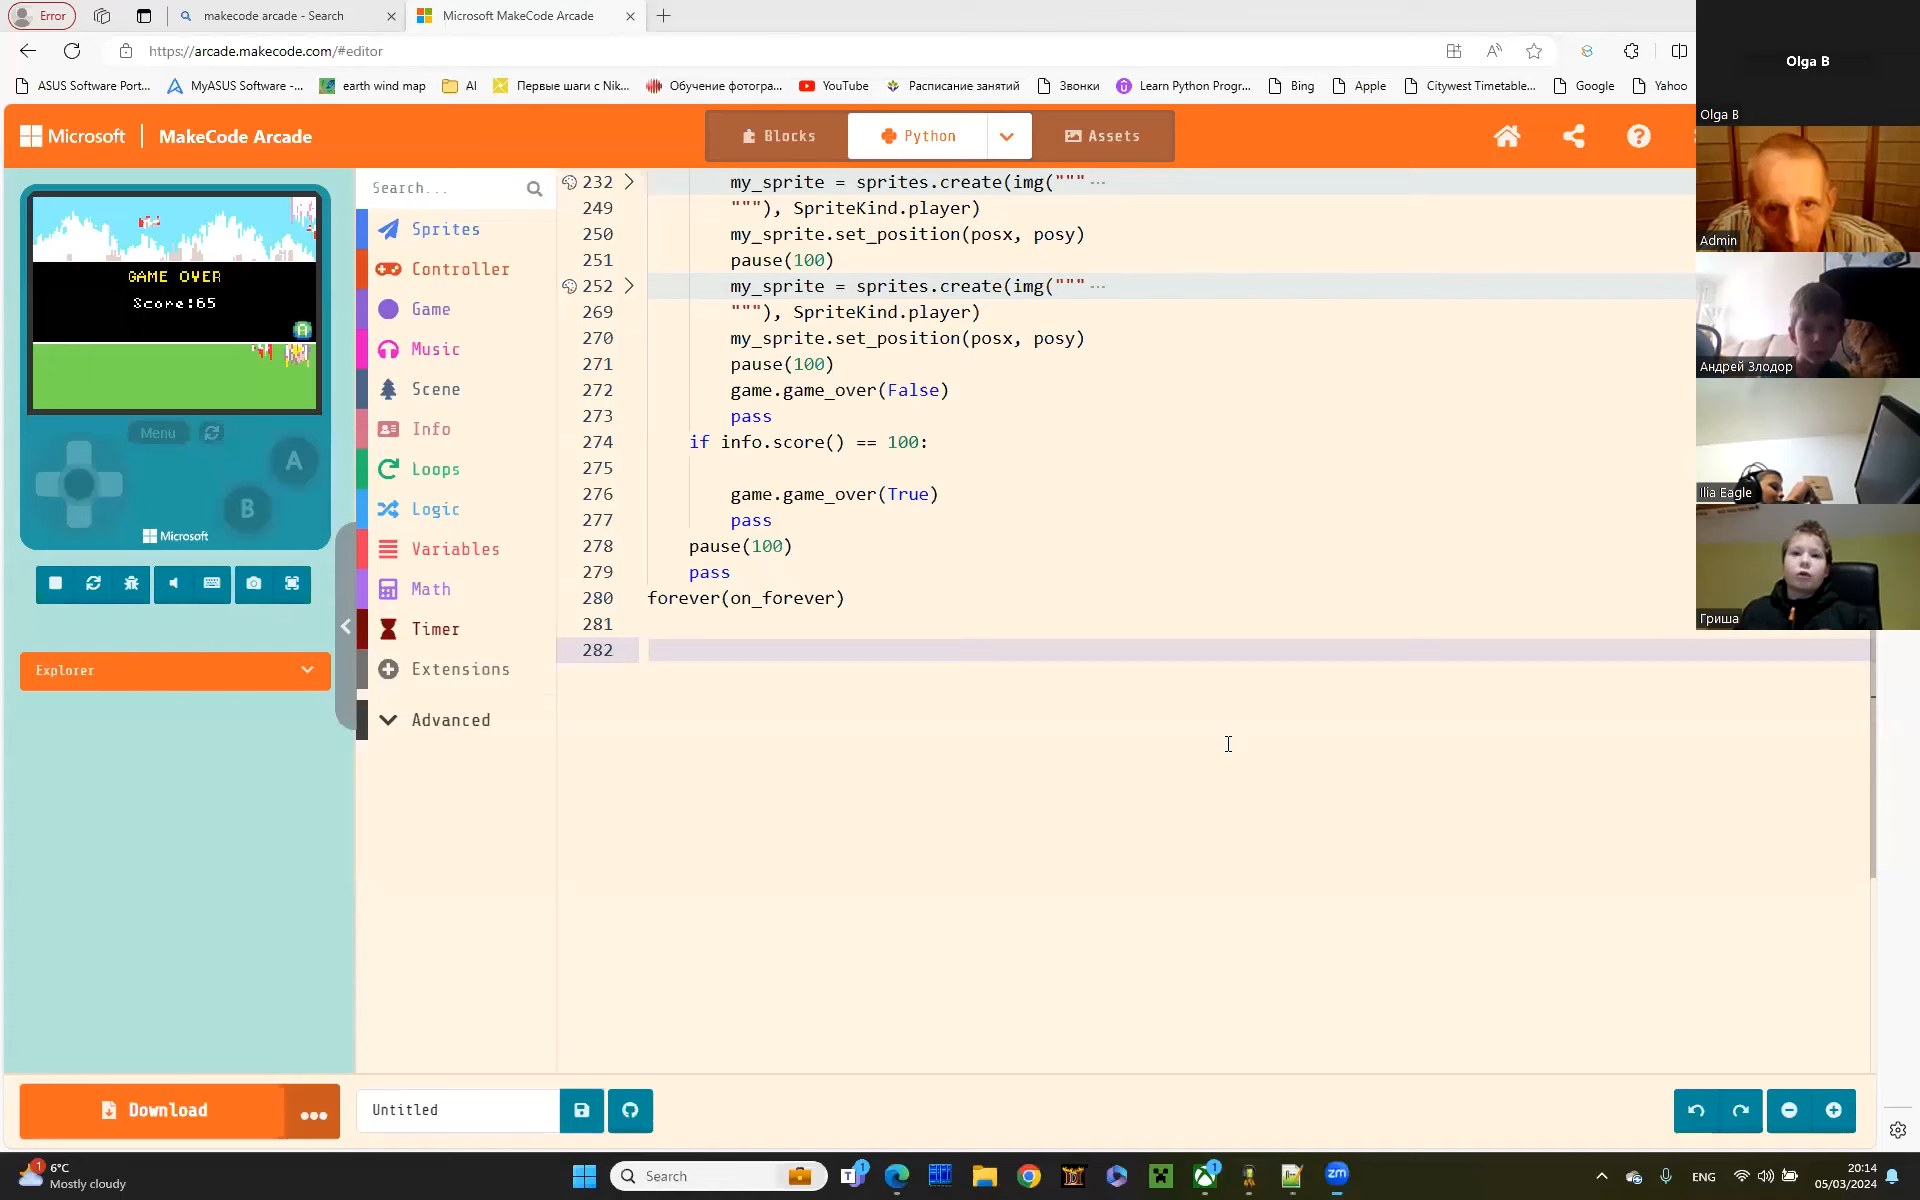 Error
makecode arcade - Search
Microsoft MakeCode Arcade
https://arcade.makecode.com/#editor
ASUS Software Port...
MyASUS Software -...
earth wind map
AI
Первые шаги с Nik...
Обучение фотогра...
YouTube
Расписание занятий
Звонки
Learn Python Progr...
Bing
Apple
Citywest Timetable...
Google
Yahoo
Microsoft
MakeCode Arcade
Blocks
Python
Assets
GAME OVER
Score:65
A
Menu
A
B
Microsoft
Explorer
Search...
Sprites
Controller
Game
Music
Scene
Info
Loops
Logic
Variables
Math
Timer
Extensions
Advanced
232 my_sprite = sprites.create(img(""" ...
249 """), SpriteKind.player)
250 my_sprite.set_position(posx, posy)
251 pause(100)
252 my_sprite = sprites.create(img(""" ...
269 """), SpriteKind.player)
270 my_sprite.set_position(posx, posy)
271 pause(100)
272 game.game_over(False)
273 pass
274 if info.score() == 100:
275
276 game.game_over(True)
277 pass
278 pause(100)
279 pass
280 forever(on_forever)
281
282
Olga B
Olga B
Admin
Андрей Злодор
Ilia Eagle
Гриша
Download
Untitled
1
6°C
Mostly cloudy
Search
1
1
zm
ENG
20:14
05/03/2024